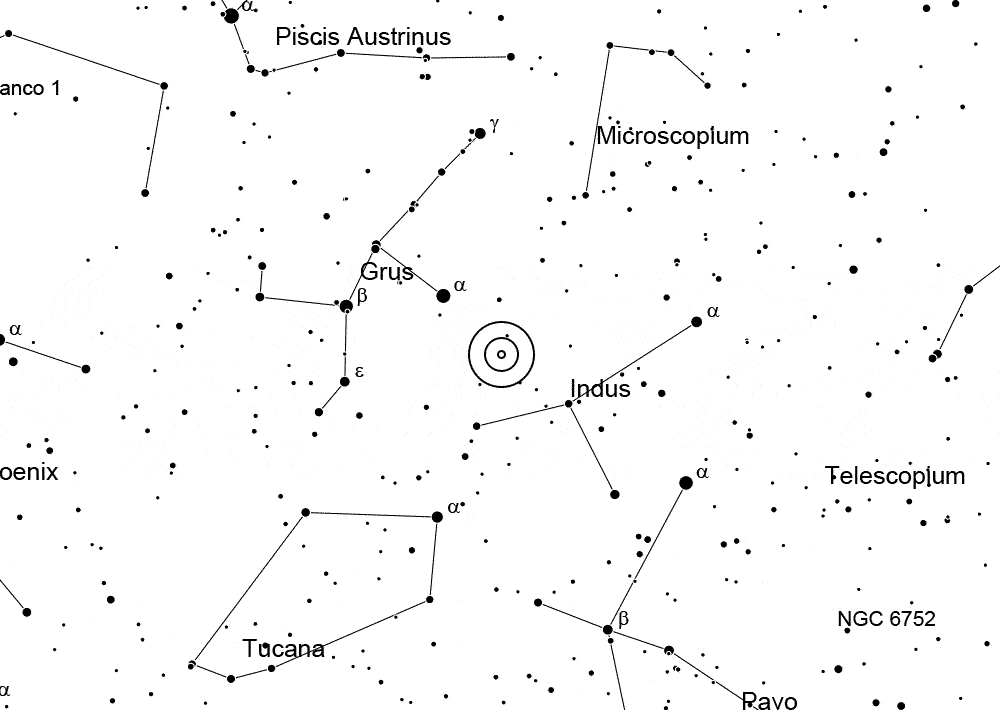 α
Piscis Austrinus
anco 1
γ
Microscopium
Grus
α
β
α
α
ε
Indus
oenix
α
Telescopium
α
NGC 6752
β
Tucana
α
Pavo